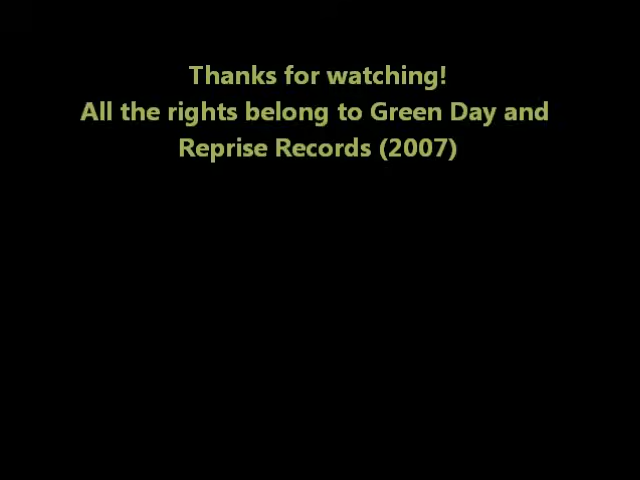 Thanks for watching!
All the rights belong to Green Day and
Reprise Records (2007)